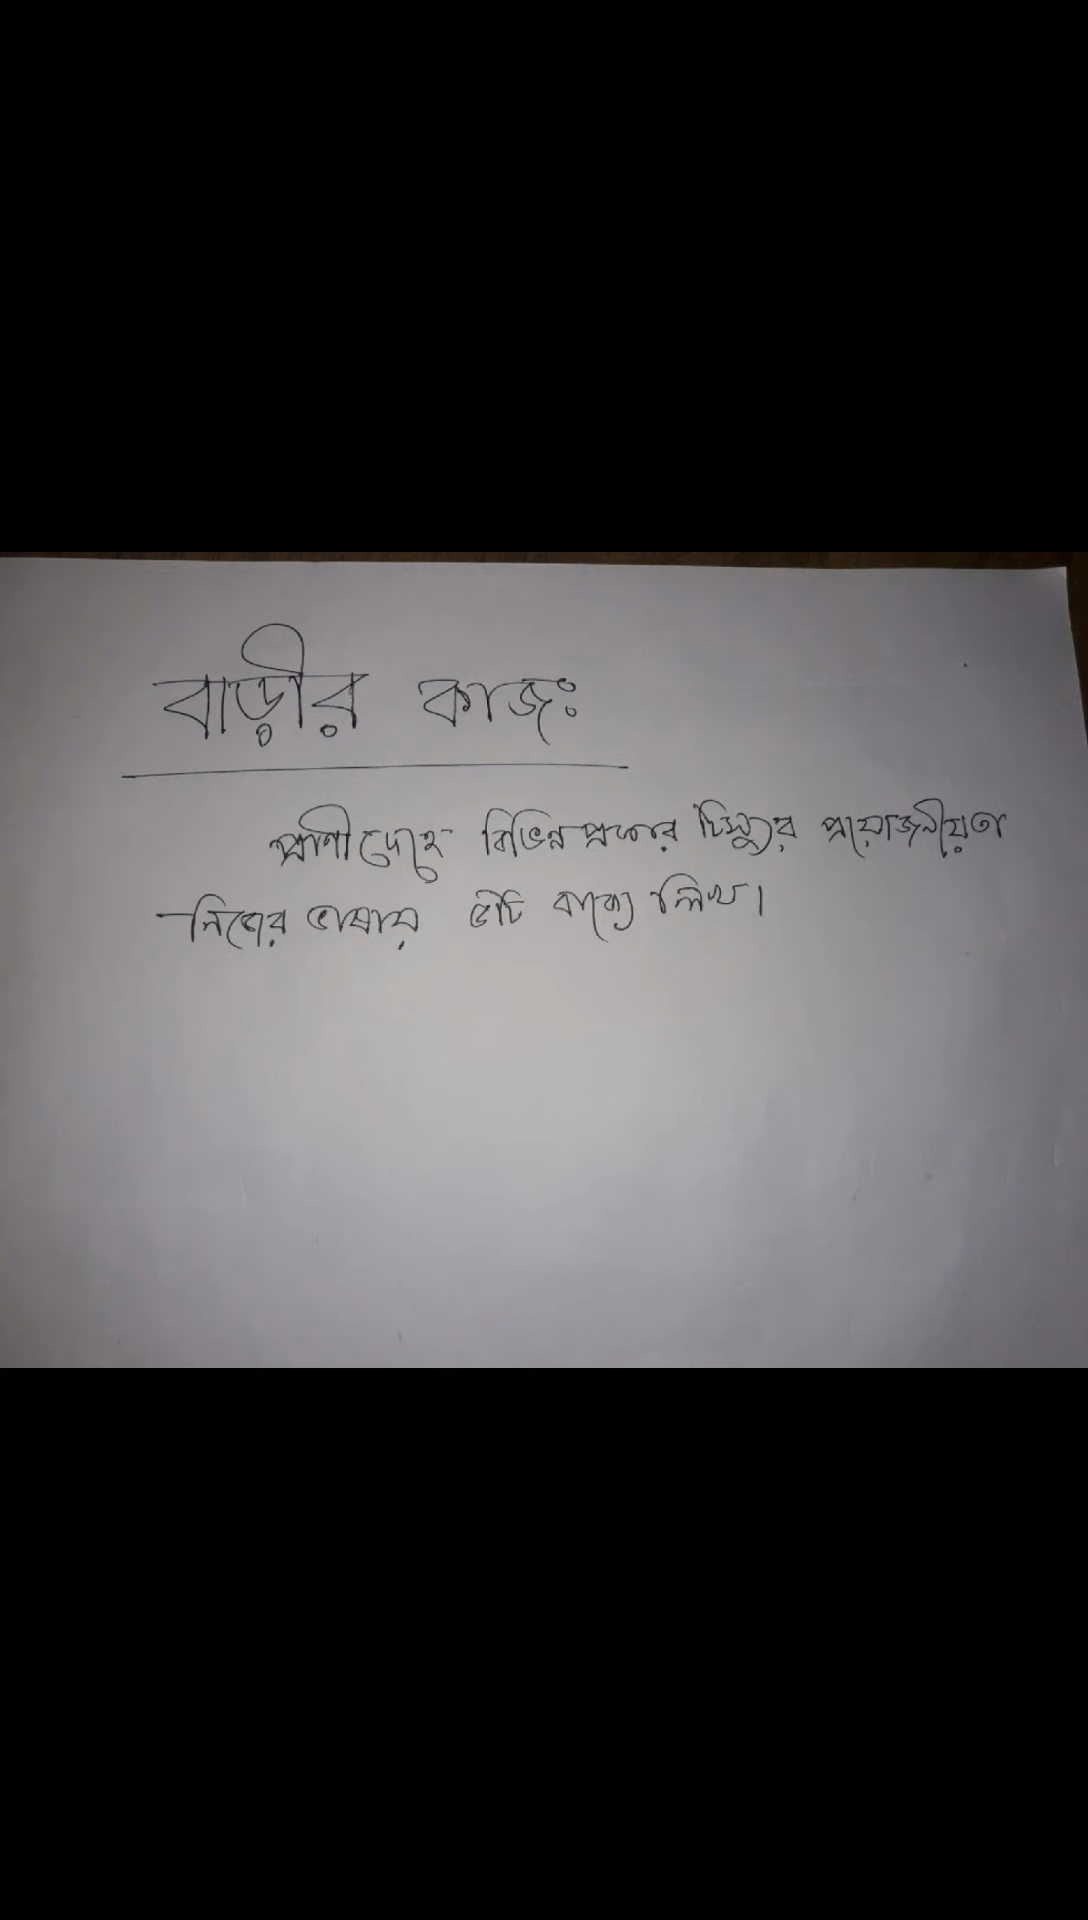 বাড়ীর কাজঃ
প্রাণীদেহে বিভিন্ন প্রকার টিস্যুর প্রয়োজনীয়তা
নিজের ভাষায় ৫টি বাক্যে লিখ।